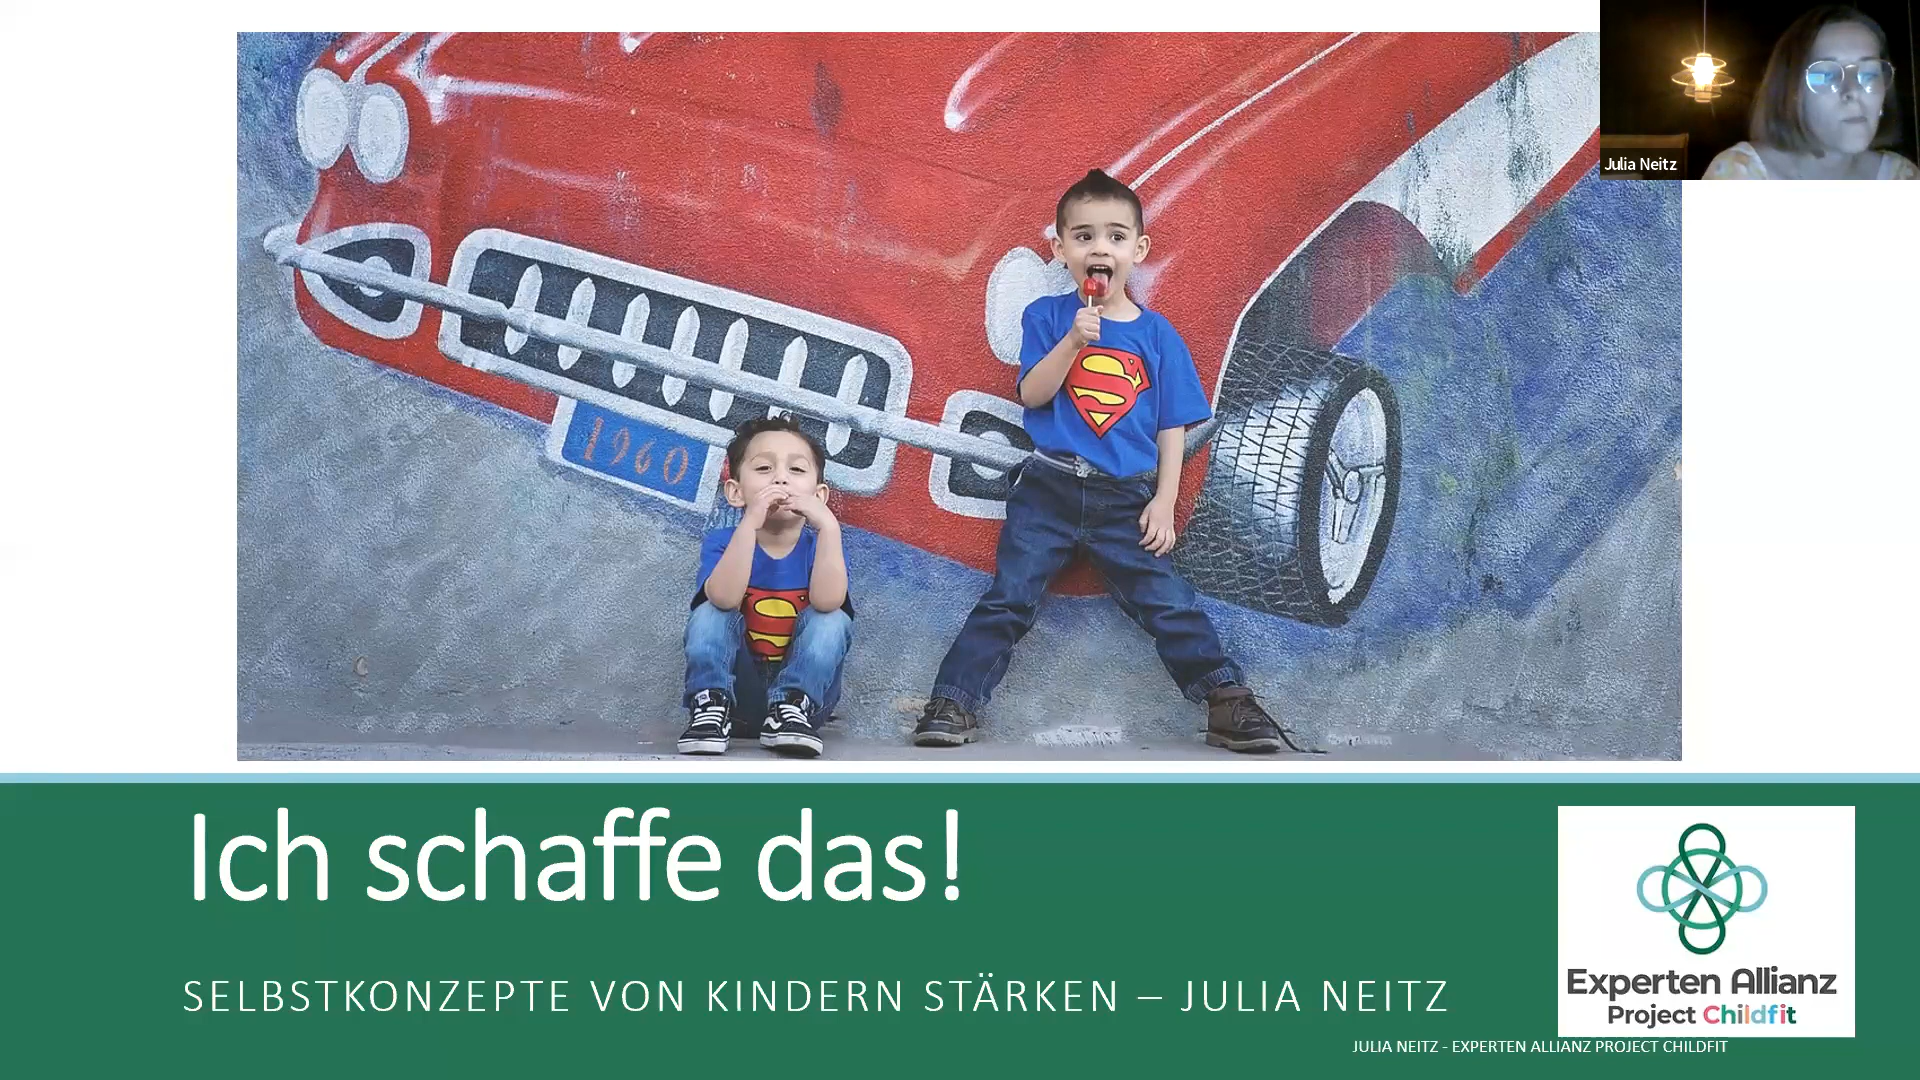 Julia Neitz
1960
Ich schaffe das!
SELBSTKONZEPTE VON KINDERN STÄRKEN – JULIA NEITZ
Experten Allianz
Project Childfit
JULIA NEITZ - EXPERTEN ALLIANZ PROJECT CHILDFIT